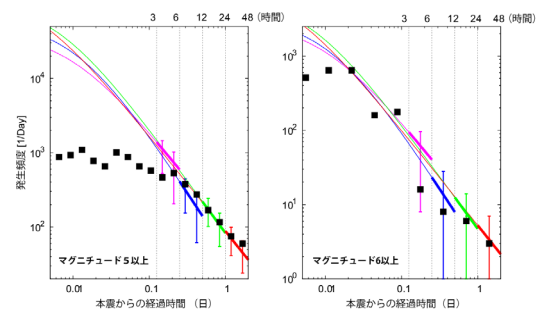 3 6 12 24 48 (時間)
3 6 12 24 48 (時間)
発生頻度 [1/Day]
10⁴
10³
10²
マグニチュード5以上
0.01 0.1 1
本震からの経過時間 (日)
10³
10²
10¹
10⁰
マグニチュード6以上
0.01 0.1 1
本震からの経過時間 (日)